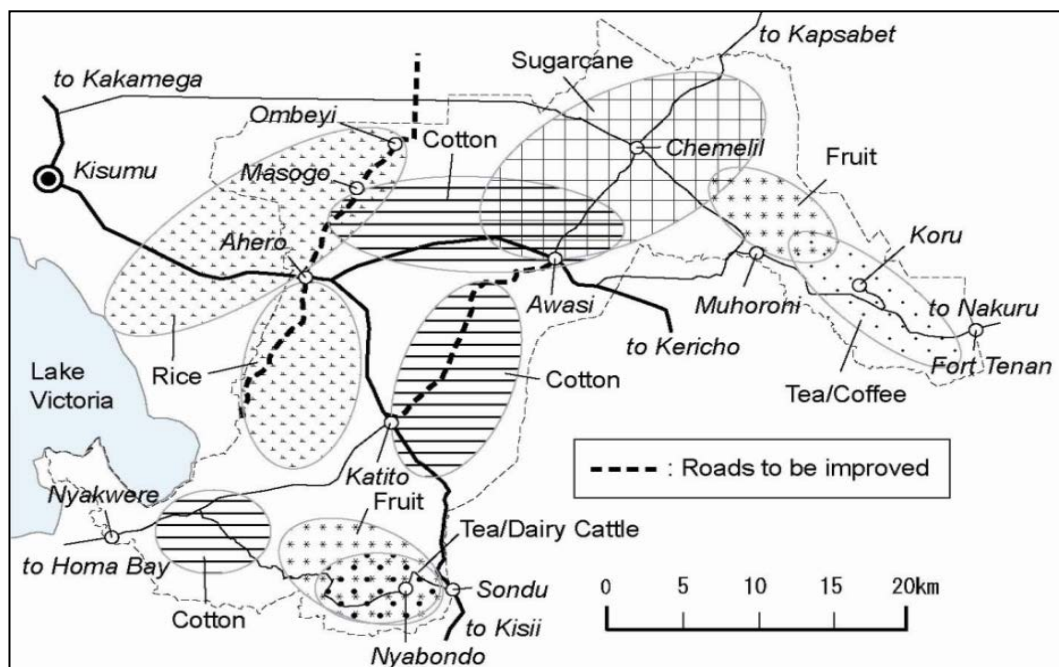 to Kapsabet
Sugarcane
to Kakamega
Ombeyi
Cotton
Chemelil
Fruit
Kisumu
Masogo
Ahero
Koru
Awasi
Muhoroni
to Nakuru
to Kericho
Fort Tenan
Rice
Lake
Victoria
Cotton
Tea/Coffee
: Roads to be improved
Katito
Nyakwere
Fruit
Tea/Dairy Cattle
to Homa Bay
Sondu
0 5 10 15 20km
Cotton
to Kisii
Nyabondo